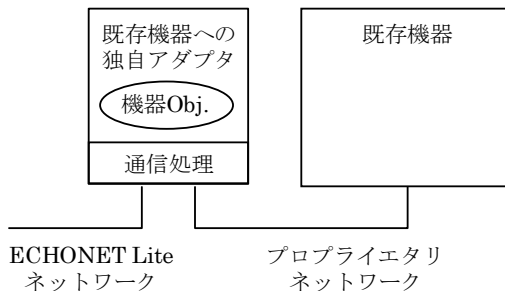 既存機器への
独自アダプタ
機器Obj.
通信処理
既存機器
ECHONET Lite
ネットワーク
プロプライエタリ
ネットワーク